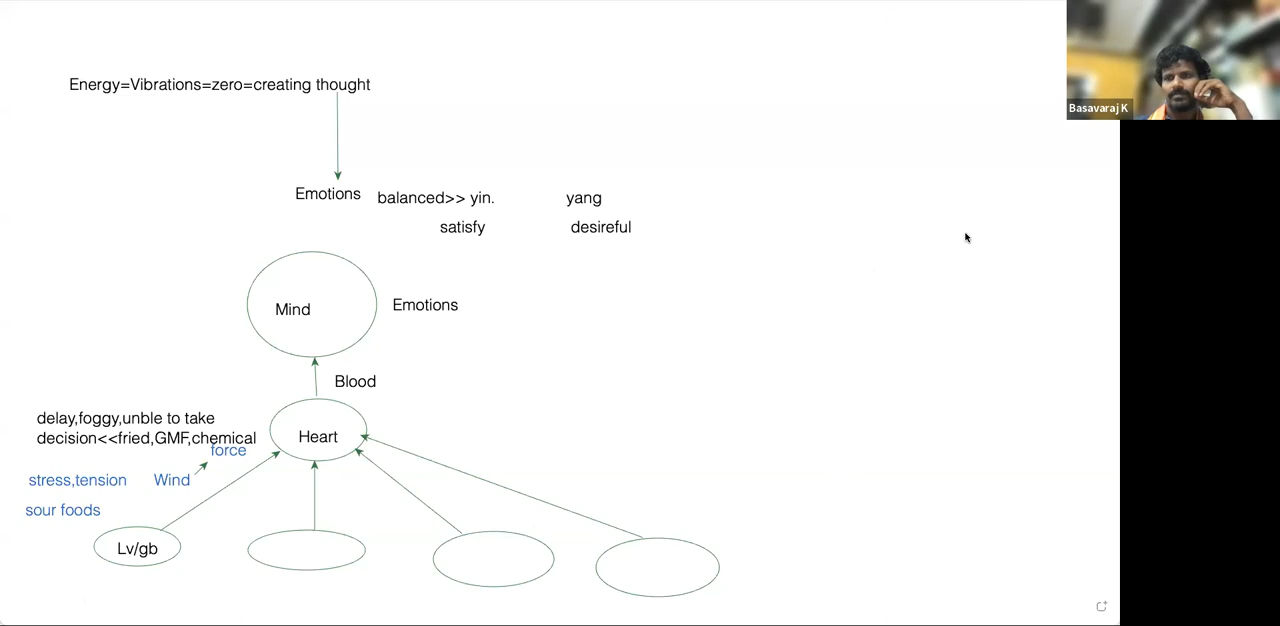 Energy=Vibrations=zero=creating thought
Basavaraj K
Emotions balanced>> yin. yang
satisfy desireful
Mind Emotions
Blood
delay,foggy,unble to take
decision<<fried,GMF,chemical
Heart
force
stress,tension Wind
sour foods
Lv/gb